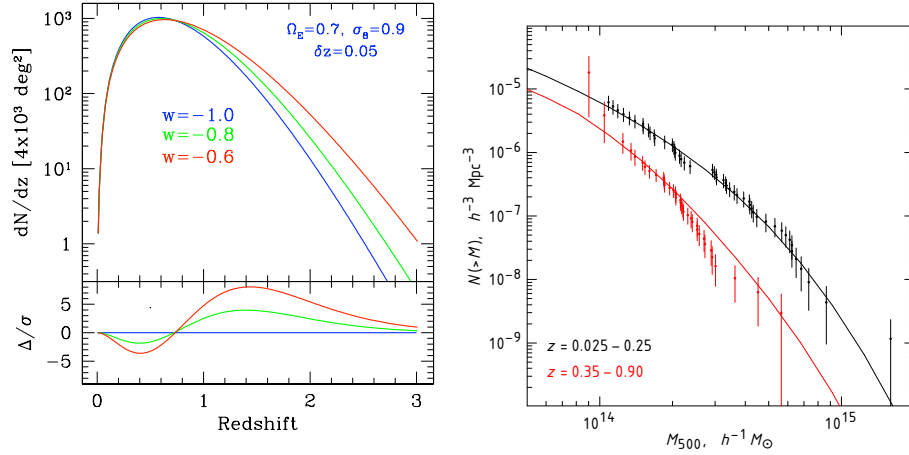 dN/dz [4x10³ deg²]
10³
10²
10¹
1
Ω_E=0.7, σ_8=0.9
δz=0.05
w=−1.0
w=−0.8
w=−0.6
Δ/σ
5
0
−5
0
1
2
3
Redshift
N(>M), h⁻³ Mpc⁻³
10⁻⁵
10⁻⁶
10⁻⁷
10⁻⁸
10⁻⁹
z = 0.025 – 0.25
z = 0.35 – 0.90
10¹⁴
10¹⁵
M₅₀₀, h⁻¹ M⊙